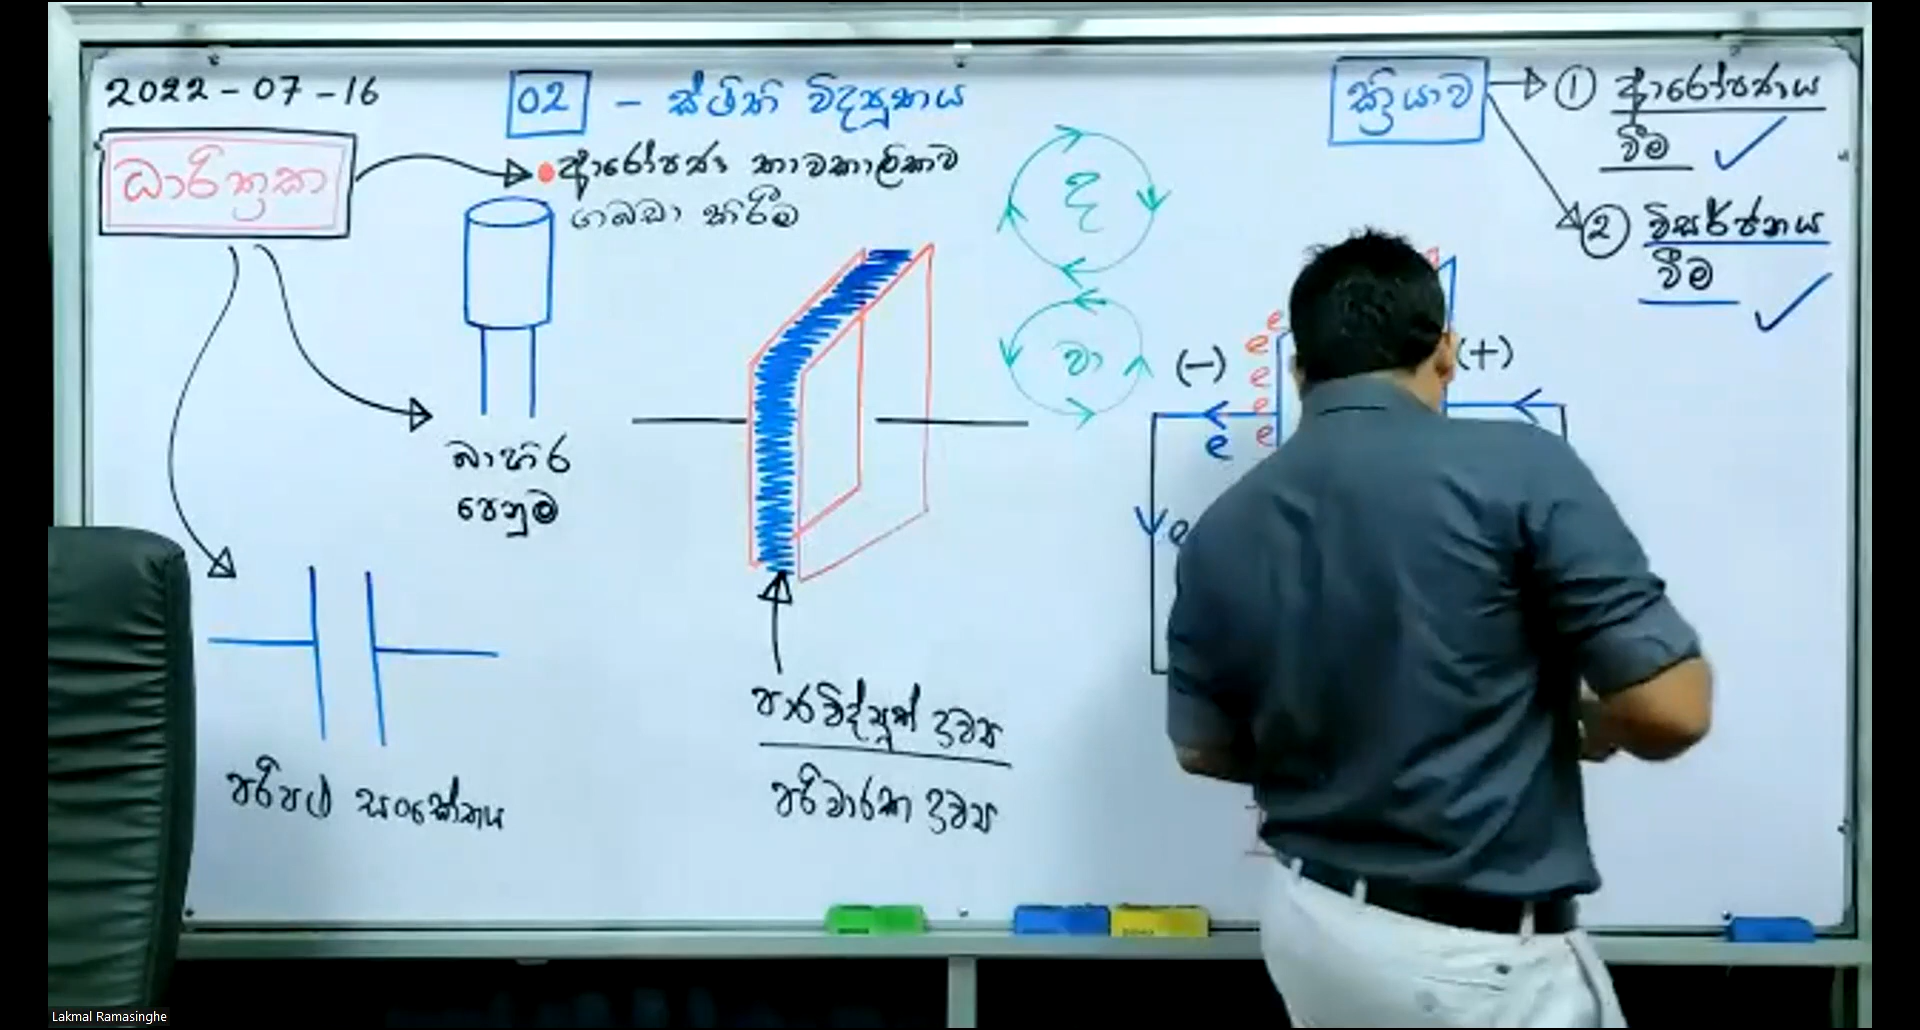 2022-07-16
02 - ස්ථිති විද්‍යුතය
ධාරිත්‍රක
ආරෝපණ තාවකාලිකව
ගබඩා කිරීම
බාහිර
පෙනුම
පරිපථ සංකේතය
පාරවිද්යුත් ද්‍රව්‍ය
පරිවාරක ද්‍රව්‍ය
ද
වා
ක්‍රියාව
1 ආරෝපණය
වීම
2 විසර්ජනය
වීම
(-)
(+)
e
e
e
e
e
e
e
Lakmal Ramasinghe